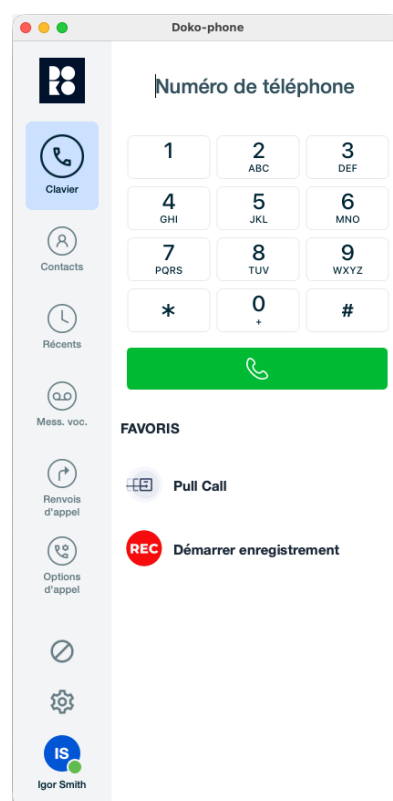 Doko-phone
Numéro de téléphone
Clavier
Contacts
Récents
Mess. voc.
Renvois
d'appel
Options
d'appel
IS
Igor Smith
1
2
ABC
3
DEF
4
GHI
5
JKL
6
MNO
7
PQRS
8
TUV
9
WXYZ
*
0
+
#
FAVORIS
Pull Call
REC Démarrer enregistrement